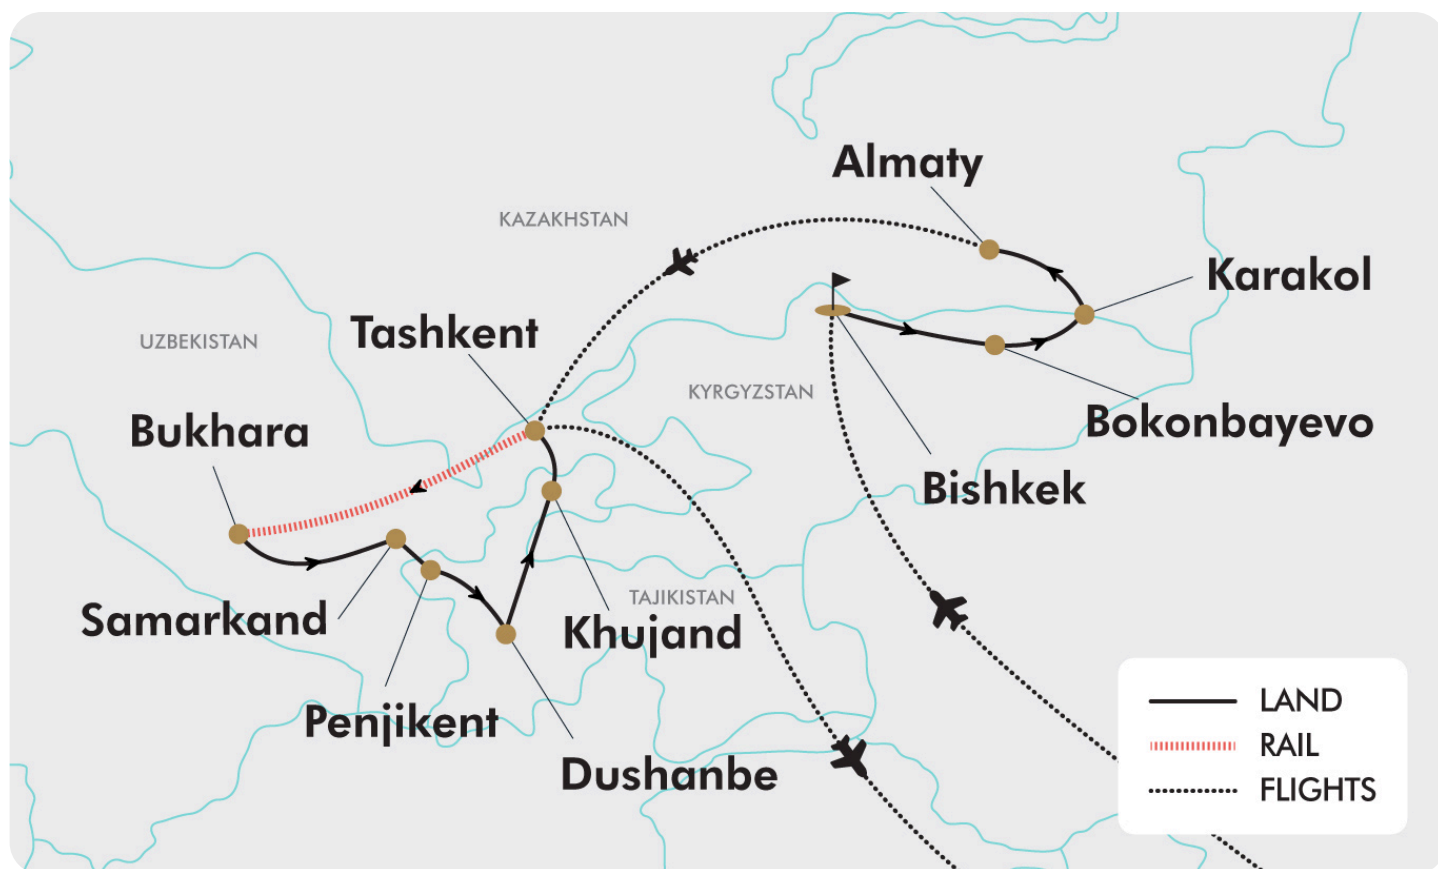 Almaty
KAZAKHSTAN
Karakol
Tashkent
UZBEKISTAN
KYRGYZSTAN
Bukhara
Bokonbayevo
Bishkek
TAJIKISTAN
Samarkand
Khujand
Penjikent
Dushanbe
LAND
RAIL
FLIGHTS